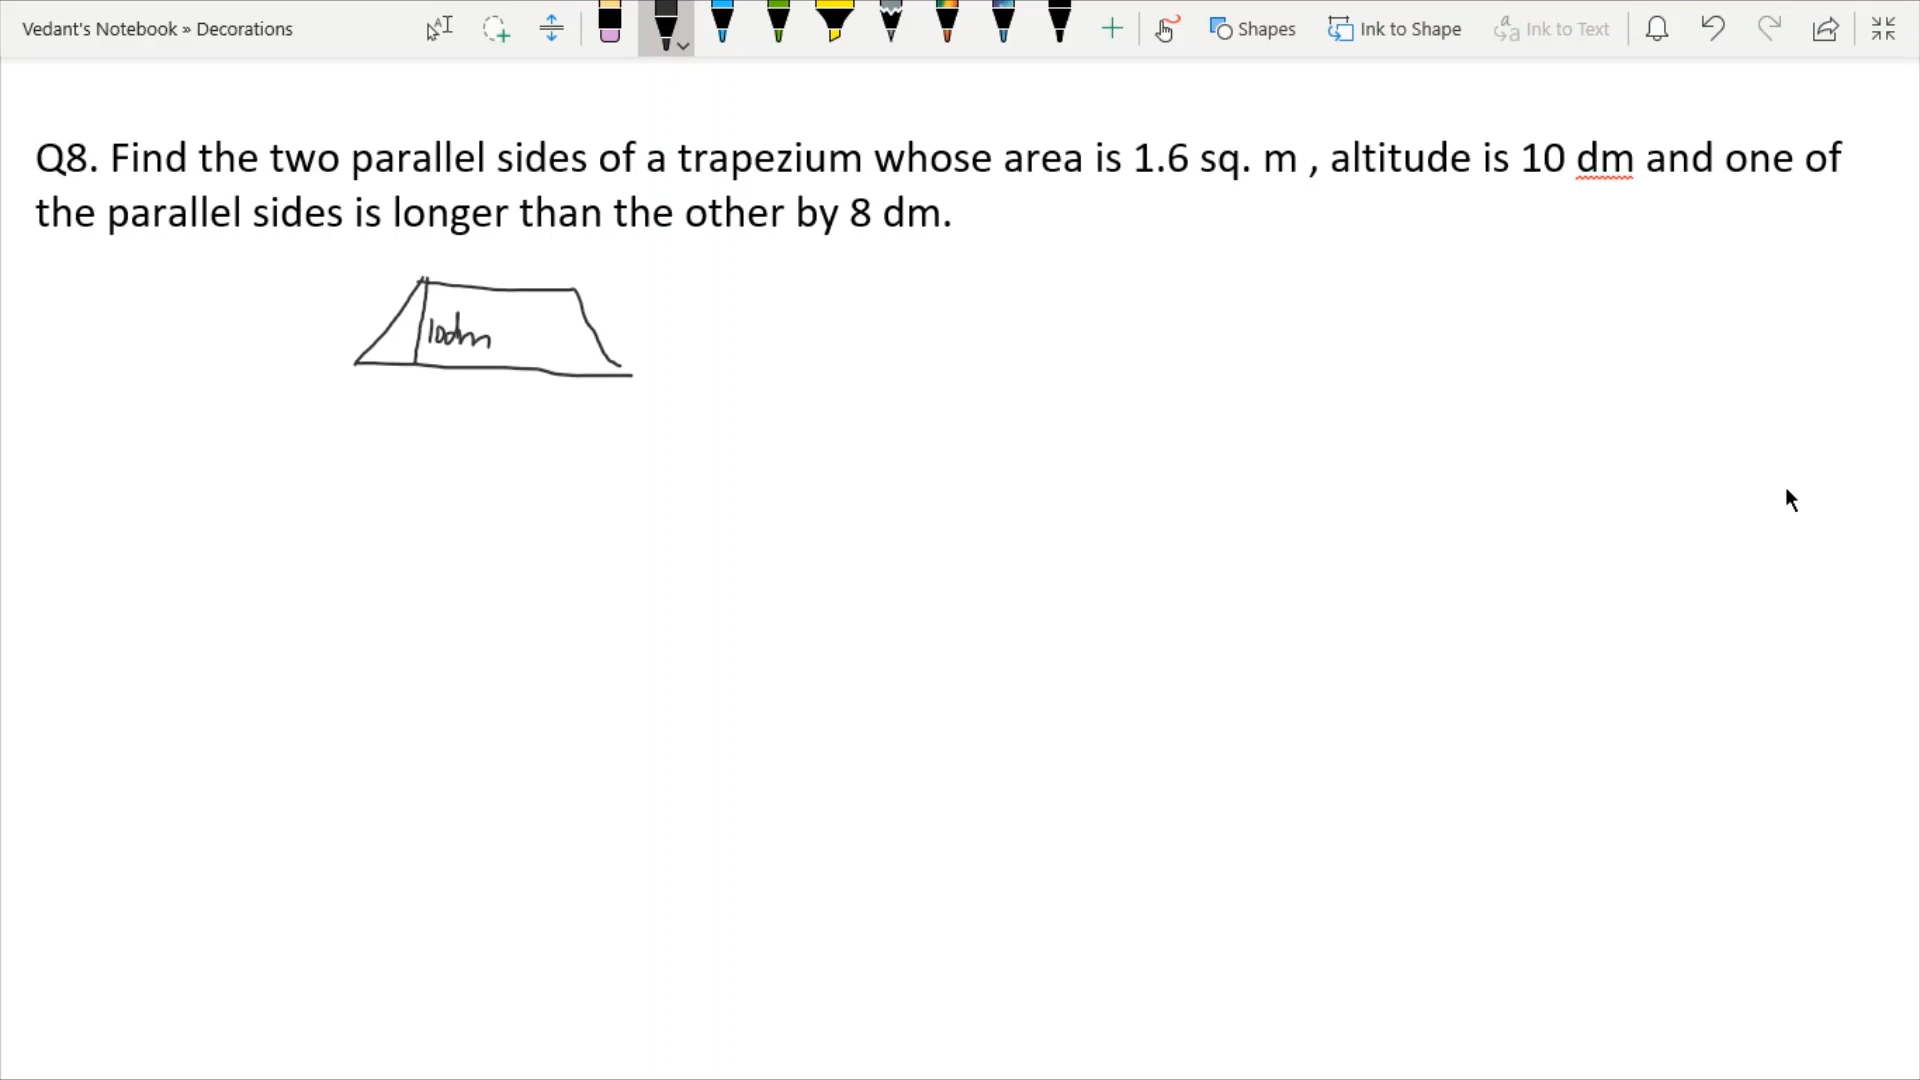 Vedant's Notebook » Decorations
Shapes
Ink to Shape
Ink to Text
Q8. Find the two parallel sides of a trapezium whose area is 1.6 sq. m , altitude is 10 dm and one of
the parallel sides is longer than the other by 8 dm.
10dm